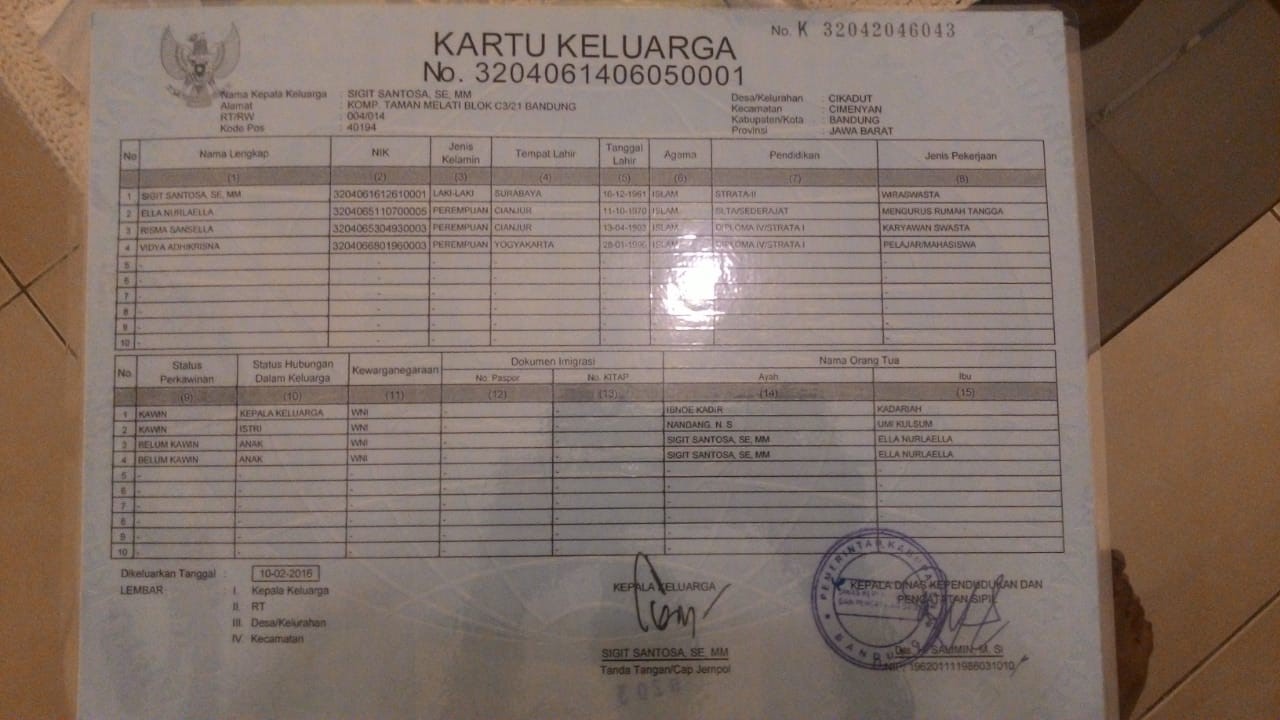 No. K 32042046043
KARTU KELUARGA
No. 3204061406050001
Nama Kepala Keluarga : SIGIT SANTOSA, SE, MM
Alamat : KOMP. TAMAN MELATI BLOK C3/21 BANDUNG
RT/RW : 004/014
Kode Pos : 40194
Desa/Kelurahan : CIKADUT
Kecamatan : CIMENYAN
Kabupaten/Kota : BANDUNG
Provinsi : JAWA BARAT
No Nama Lengkap NIK Jenis Kelamin Tempat Lahir Tanggal Lahir Agama Pendidikan Jenis Pekerjaan
(1) (2) (3) (4) (5) (6) (7) (8)
1 SIGIT SANTOSA, SE, MM 3204061612610001 LAKI-LAKI SURABAYA 16-12-1961 ISLAM STRATA-II WIRASWASTA
2 ELLA NURLAELLA 3204065110700005 PEREMPUAN CIANJUR 11-10-1970 ISLAM SLTA/SEDERAJAT MENGURUS RUMAH TANGGA
3 RISMA SANSELLA 3204065304930003 PEREMPUAN CIANJUR 13-04-1993 ISLAM DIPLOMA IV/STRATA I KARYAWAN SWASTA
4 VIDYA ADHIKRISNA 3204066801960003 PEREMPUAN YOGYAKARTA 28-01-1996 ISLAM DIPLOMA IV/STRATA I PELAJAR/MAHASISWA
5 - - - - - - - -
6 - - - - - - - -
7 - - - - - - - -
8 - - - - - - - -
9 - - - - - - - -
10 - - - - - - - -
No. Status Perkawinan Status Hubungan Dalam Keluarga Kewarganegaraan Dokumen Imigrasi Nama Orang Tua
No. Paspor No. KITAP Ayah Ibu
(9) (10) (11) (12) (13) (14) (15)
1 KAWIN KEPALA KELUARGA WNI - - IBNOE KADIR KADARIAH
2 KAWIN ISTRI WNI - - NANDANG. N. S UMI KULSUM
3 BELUM KAWIN ANAK WNI - - SIGIT SANTOSA, SE, MM ELLA NURLAELLA
4 BELUM KAWIN ANAK WNI - - SIGIT SANTOSA, SE, MM ELLA NURLAELLA
5 - - - - - - -
6 - - - - - - -
7 - - - - - - -
8 - - - - - - -
9 - - - - - - -
10 - - - - - - -
Dikeluarkan Tanggal : 10-02-2016
LEMBAR : I. Kepala Keluarga
II. RT
III. Desa/Kelurahan
IV. Kecamatan
KEPALA KELUARGA
SIGIT SANTOSA, SE, MM
Tanda Tangan/Cap Jempol
KEPALA DINAS KEPENDUDUKAN DAN
PENCATATAN SIPIL
Drs. H. SALIMIN, M. Si
NIP: 196201111986031010
PEMERINTAH KABUPATEN
BANDUNG